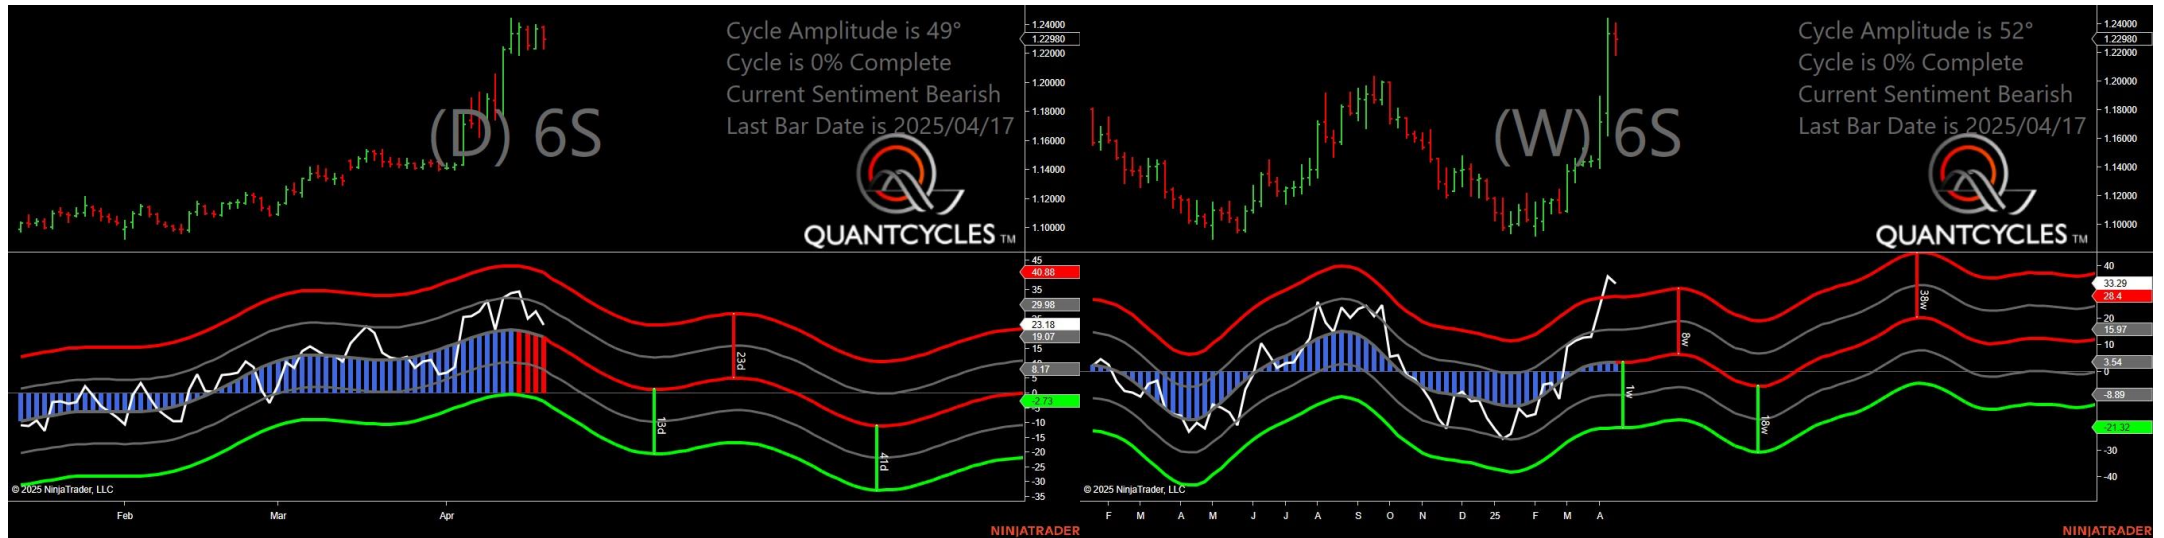 Cycle Amplitude is 49°
Cycle is 0% Complete
Current Sentiment Bearish
Last Bar Date is 2025/04/17
(D) 6S
QUANTCYCLES TM
1.24000
1.22980
1.22000
1.20000
1.18000
1.16000
1.14000
1.12000
1.10000
45
40.88
35
29.98
23.18
19.07
15
8.17
5
-2.73
-10
-15
-20
-25
-30
-35
23d
13d
41d
© 2025 NinjaTrader, LLC
Feb Mar Apr
NINJATRADER
Cycle Amplitude is 52°
Cycle is 0% Complete
Current Sentiment Bearish
Last Bar Date is 2025/04/17
(W) 6S
QUANTCYCLES TM
1.24000
1.22980
1.22000
1.20000
1.18000
1.16000
1.14000
1.12000
1.10000
40
33.29
28.4
20
15.97
10
3.54
0
-8.89
-21.32
-30
-40
38w
8w
1w
18w
© 2025 NinjaTrader, LLC
F M A M J J A S O N D 25 F M A
NINJATRADER